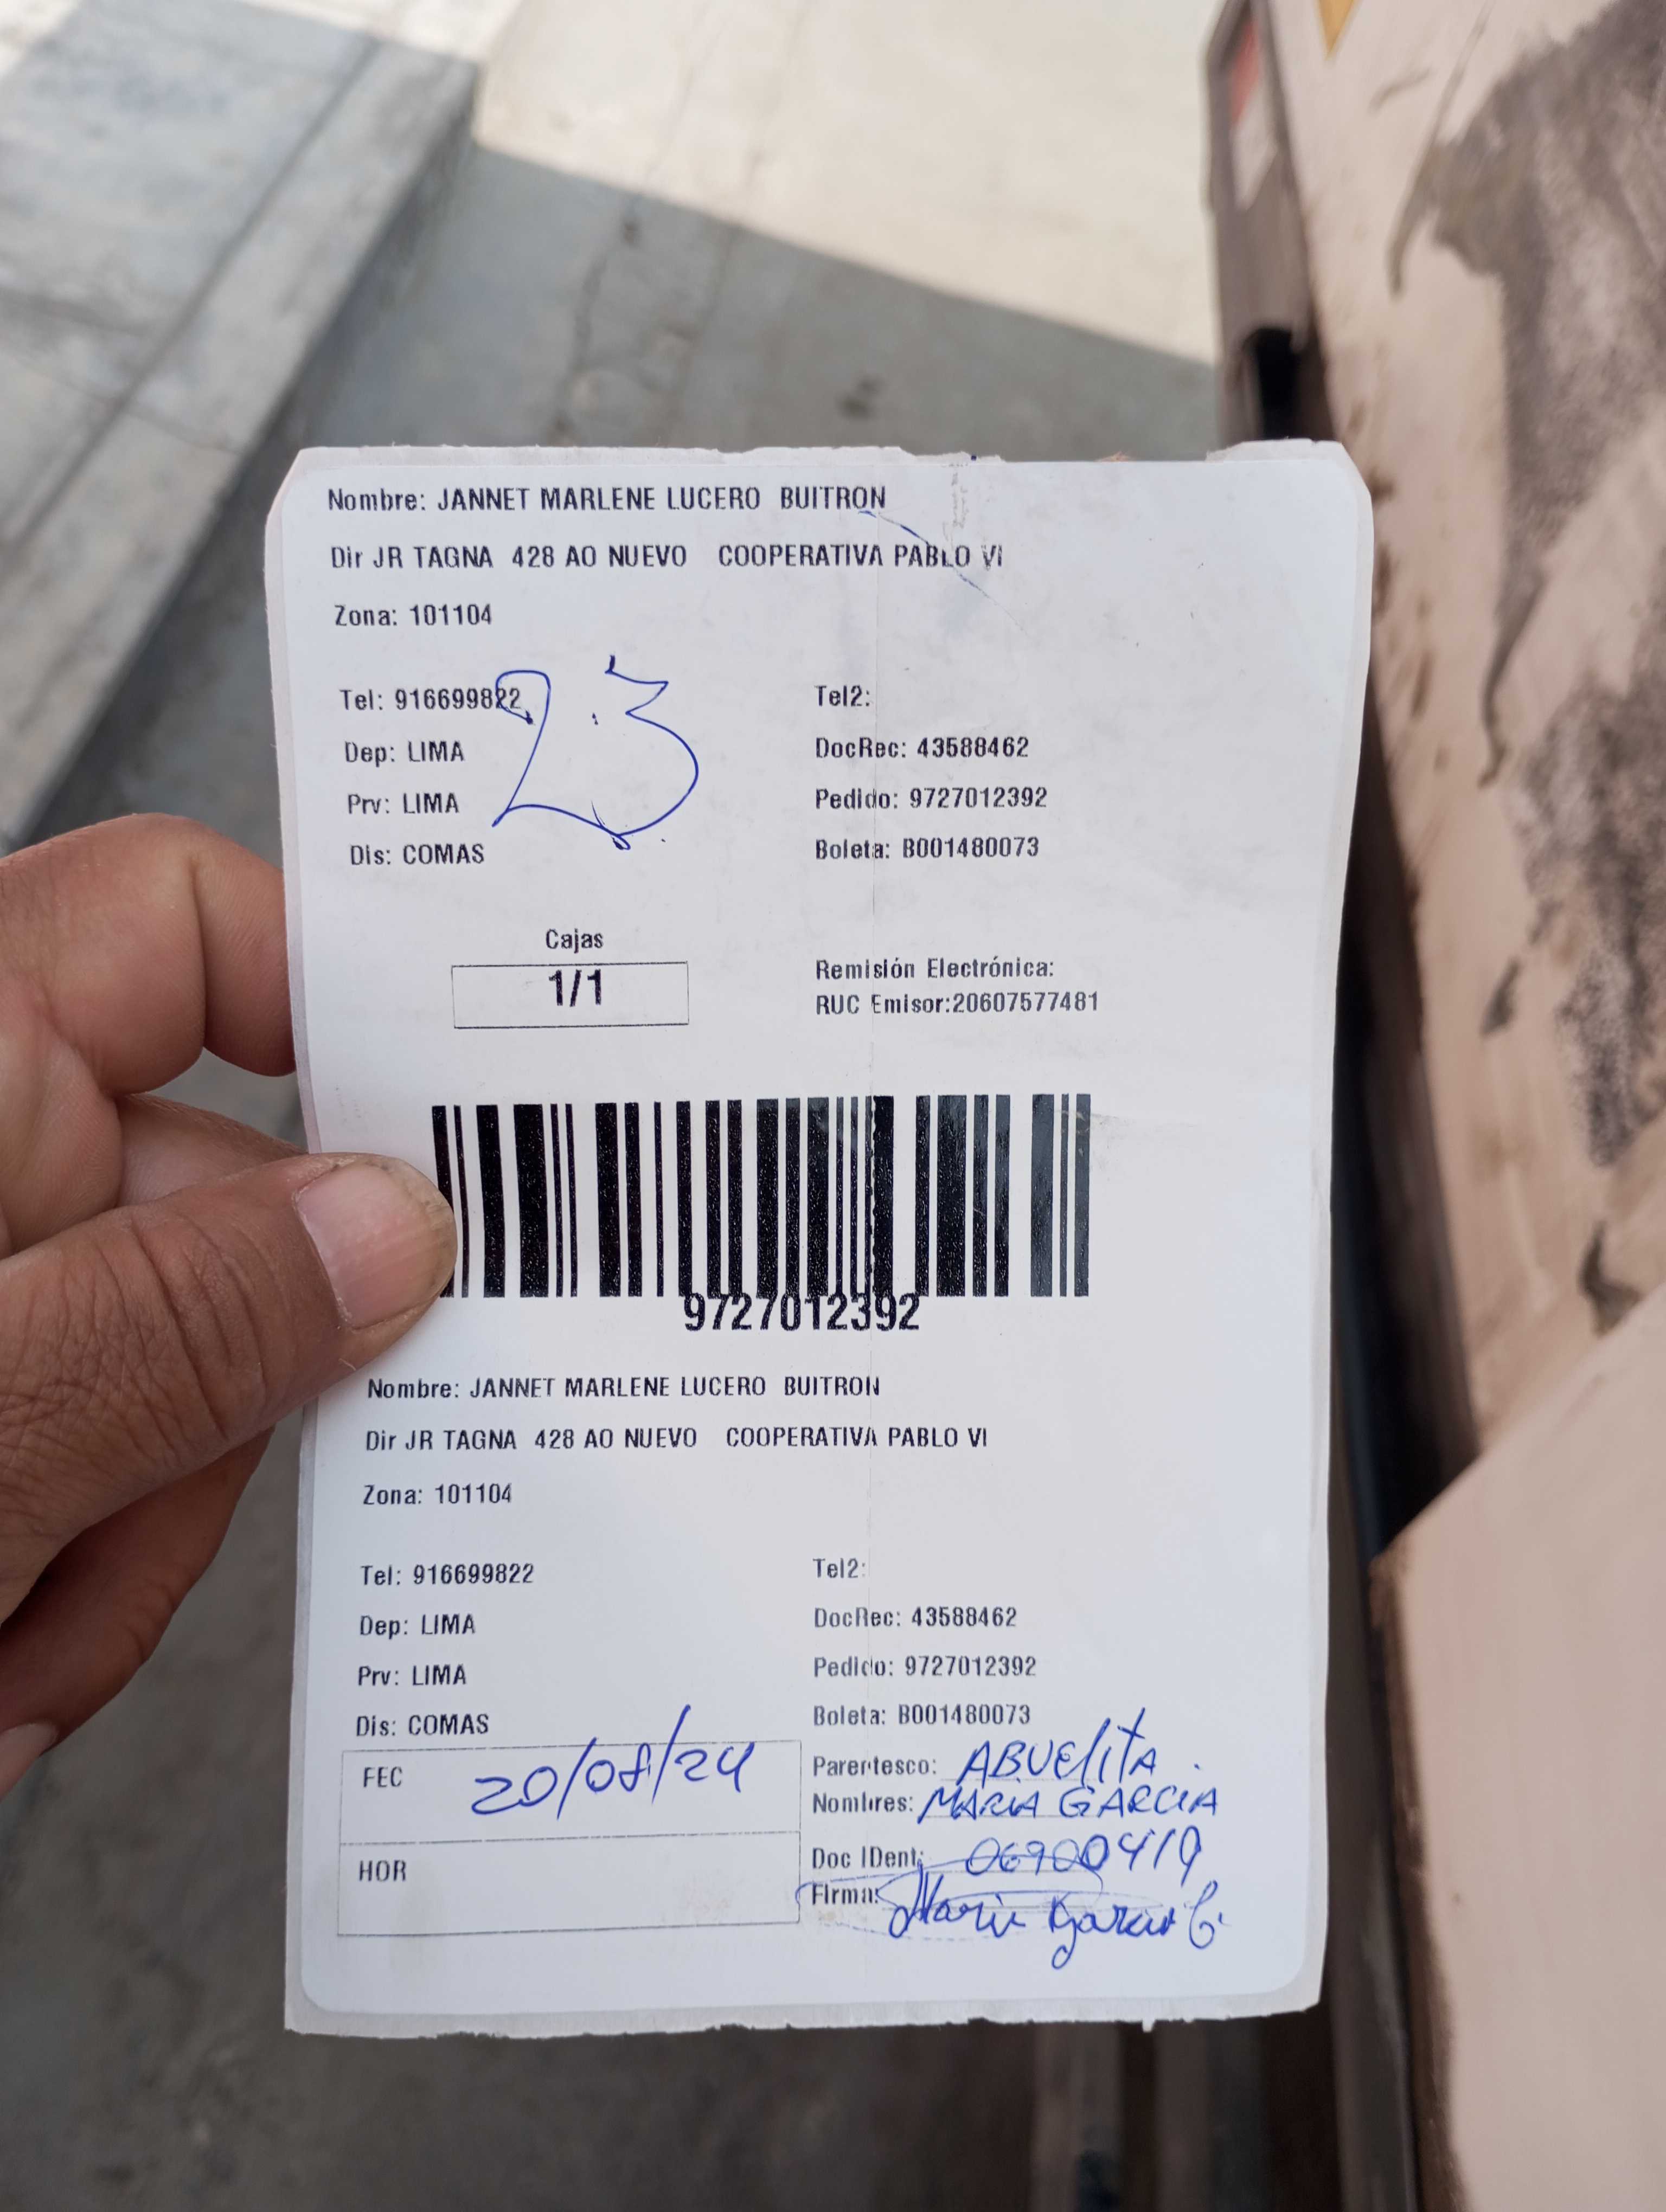 Nombre: JANNET MARLENE LUCERO BUITRON
Dir JR TAGNA 428 AO NUEVO COOPERATIVA PABLO VI
Zona: 101104
23
Tel: 916699822 Tel2:
Dep: LIMA DocRec: 43588462
Prv: LIMA Pedido: 9727012392
Dis: COMAS Boleta: B001480073
Cajas
1/1
Remisión Electrónica:
RUC Emisor:20607577481
9727012392
Nombre: JANNET MARLENE LUCERO BUITRON
Dir JR TAGNA 428 AO NUEVO COOPERATIVA PABLO VI
Zona: 101104
Tel: 916699822 Tel2:
Dep: LIMA DocRec: 43588462
Prv: LIMA Pedido: 9727012392
Dis: COMAS Boleta: B001480073
FEC 20/08/24
HOR
Parentesco: ABUElitA
Nombres: MARIA GARCIA
Doc IDent: 06900419
Firma: Maria Garcia G.